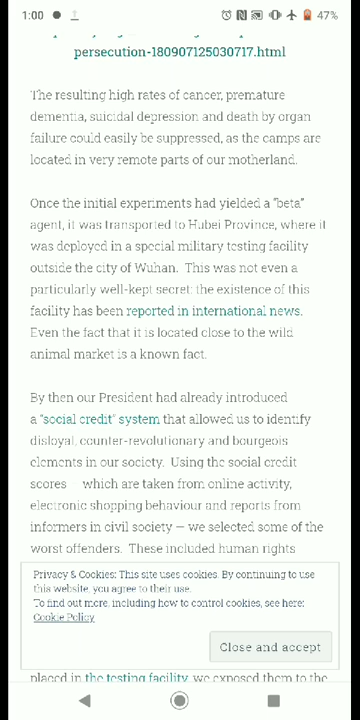 1:00
47%
persecution-180907125030717.html
The resulting high rates of cancer, premature
dementia, suicidal depression and death by organ
failure could easily be suppressed, as the camps are
located in very remote parts of our motherland.
Once the initial experiments had yielded a “beta”
agent, it was transported to Hubei Province, where it
was deployed in a special military testing facility
outside the city of Wuhan. This was not even a
particularly well-kept secret: the existence of this
facility has been reported in international news.
Even the fact that it is located close to the wild
animal market is a known fact.
By then our President had already introduced
a “social credit” system that allowed us to identify
disloyal, counter-revolutionary and bourgeois
elements in our society. Using the social credit
scores — which are taken from online activity,
electronic shopping behaviour and reports from
informers in civil society — we selected some of the
worst offenders. These included human rights
Privacy & Cookies: This site uses cookies. By continuing to use
this website, you agree to their use.
To find out more, including how to control cookies, see here:
Cookie Policy
Close and accept
placed in the testing facility, we exposed them to the